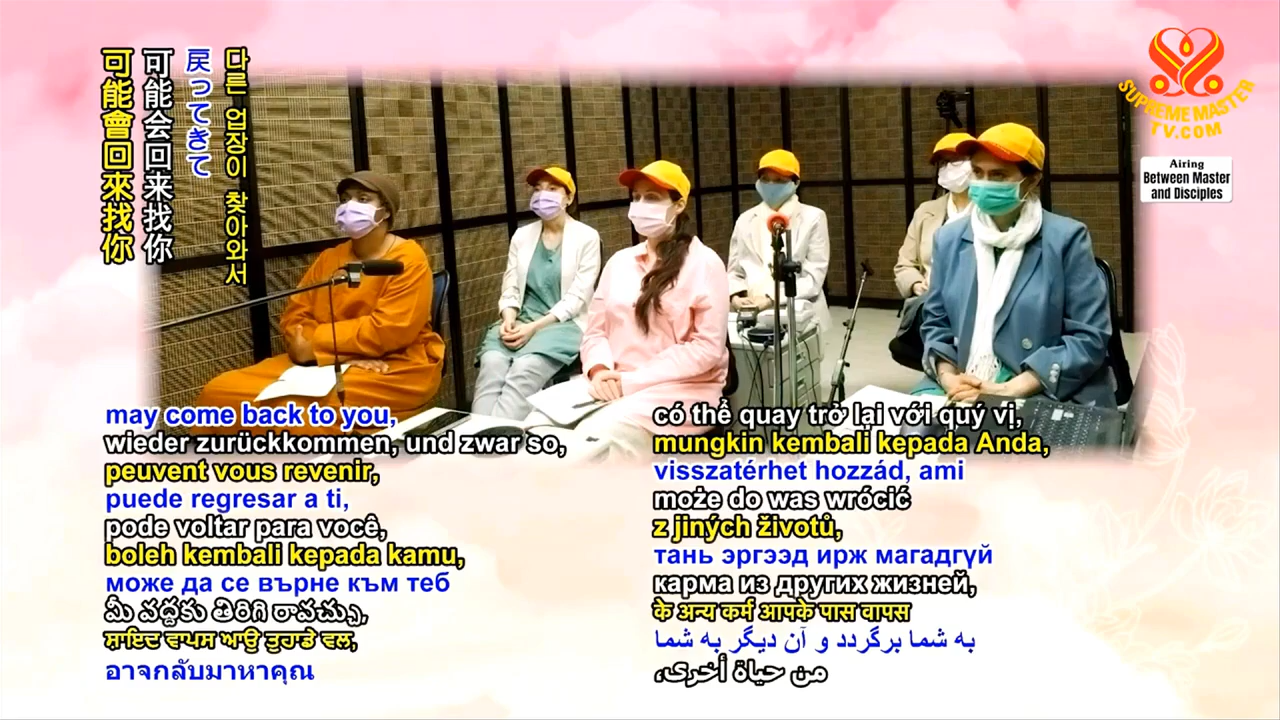 可能會回來找你
可能会回来找你
戻ってきて
다른 업장이 찾아와서
SUPREME MASTER
TV.COM
Airing
Between Master
and Disciples
may come back to you,
wieder zurückkommen, und zwar so,
peuvent vous revenir,
puede regresar a ti,
pode voltar para você,
boleh kembali kepada kamu,
може да се върне към теб
మీ వద్దకు తిరిగి రావచ్చు,
ਸ਼ਾਇਦ ਵਾਪਸ ਆਉ ਤੁਹਾਡੇ ਵਲ,
อาจกลับมาหาคุณ
có thể quay trở lại với quý vị,
mungkin kembali kepada Anda,
visszatérhet hozzád, ami
może do was wrócić
z jiných životů,
тань эргээд ирж магадгүй
карма из других жизней,
के अन्य कर्म आपके पास वापस
به شما برگردد و آن دیگر به شما
من حياة أخرى،